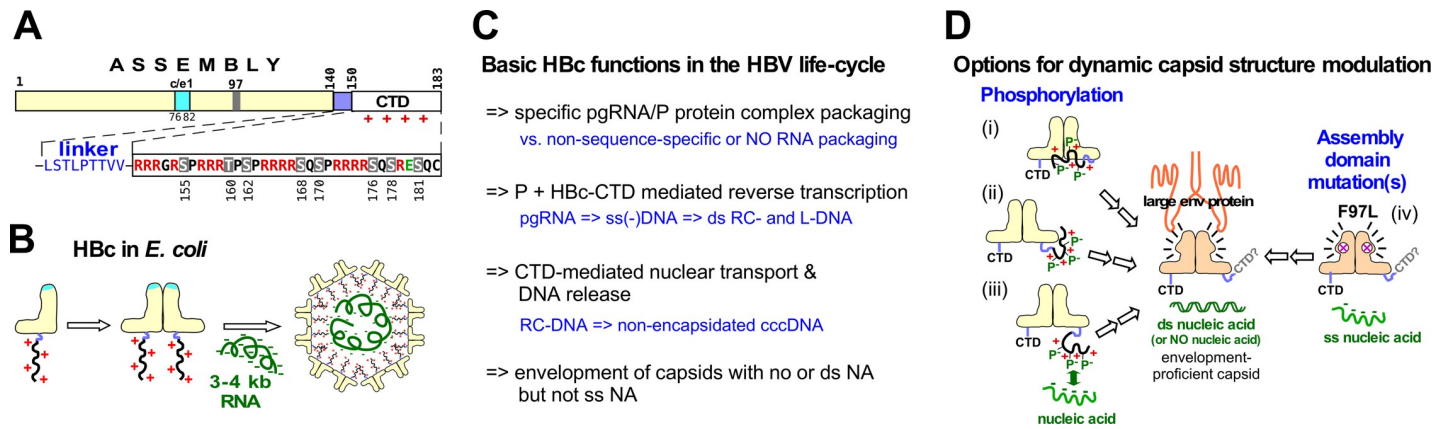 A
A S S E M B L Y
1
c/e1
97
140
150
183
CTD
76 82
+ + + +
linker
–LSTLPTTVV–RRRGRSPRRRTPSPRRRRSQSPRRRRSQSRESQC
155
160
162
168
170
176
178
181
B
HBc in E. coli
3-4 kb
RNA
C
Basic HBc functions in the HBV life-cycle
=> specific pgRNA/P protein complex packaging
vs. non-sequence-specific or NO RNA packaging
=> P + HBc-CTD mediated reverse transcription
pgRNA => ss(-)DNA => ds RC- and L-DNA
=> CTD-mediated nuclear transport &
DNA release
RC-DNA => non-encapsidated cccDNA
=> envelopment of capsids with no or ds NA
but not ss NA
D
Options for dynamic capsid structure modulation
Phosphorylation
(i)
P-
P-
P-
CTD
(ii)
P-
P-
P-
CTD
(iii)
CTD
P-
P-
P-
nucleic acid
large env protein
CTD?
CTD
ds nucleic acid
(or NO nucleic acid)
envelopment-
proficient capsid
Assembly
domain
mutation(s)
F97L
(iv)
CTD?
CTD
ss nucleic acid